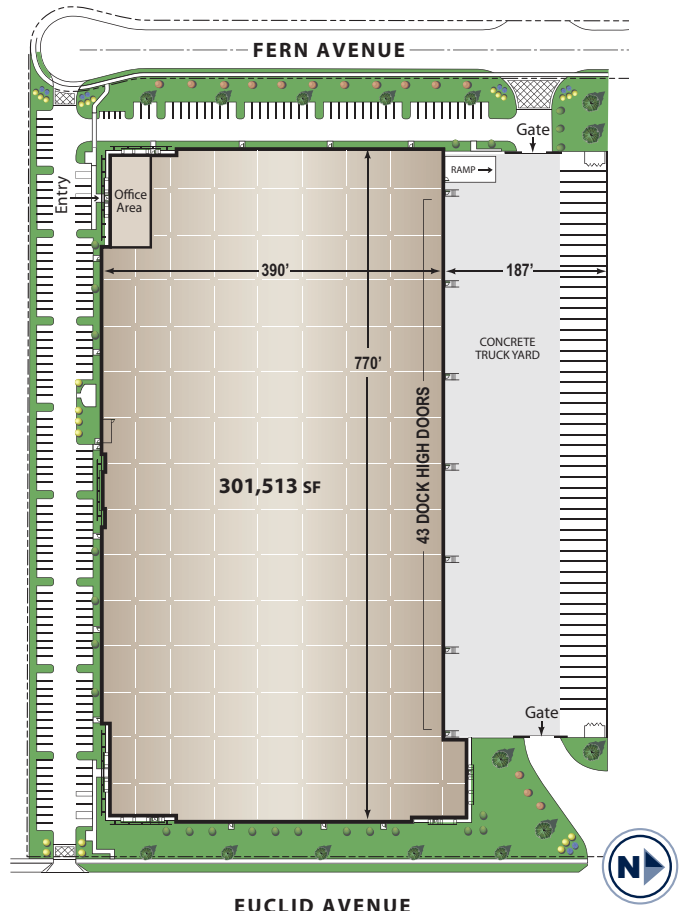 FERN AVENUE
Gate
RAMP
Entry
Office
Area
390'
187'
CONCRETE
TRUCK YARD
770'
43 DOCK HIGH DOORS
301,513 SF
Gate
N
EUCLID AVENUE